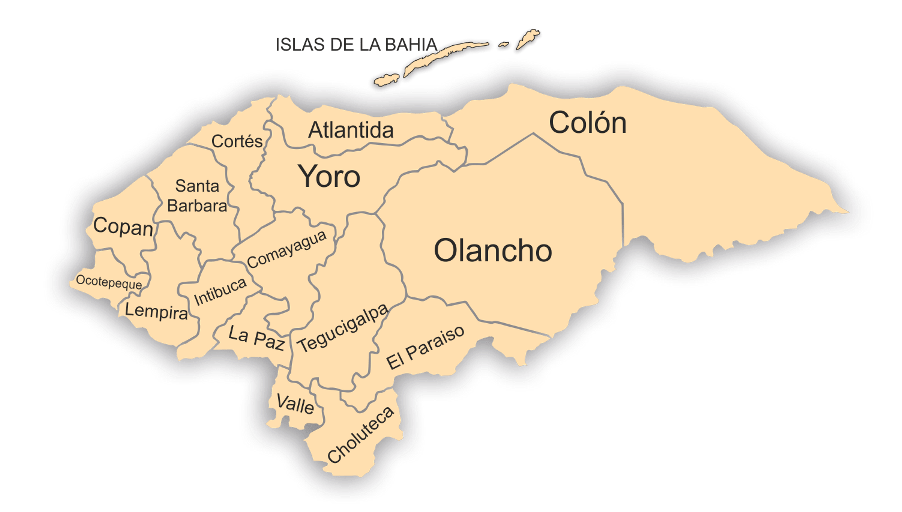 ISLAS DE LA BAHIA
Colón
Atlantida
Cortés
Yoro
Santa
Barbara
Copan
Olancho
Comayagua
Ocotepeque
Intibuca
Lempira
Tegucigalpa
La Paz
El Paraiso
Valle
Choluteca